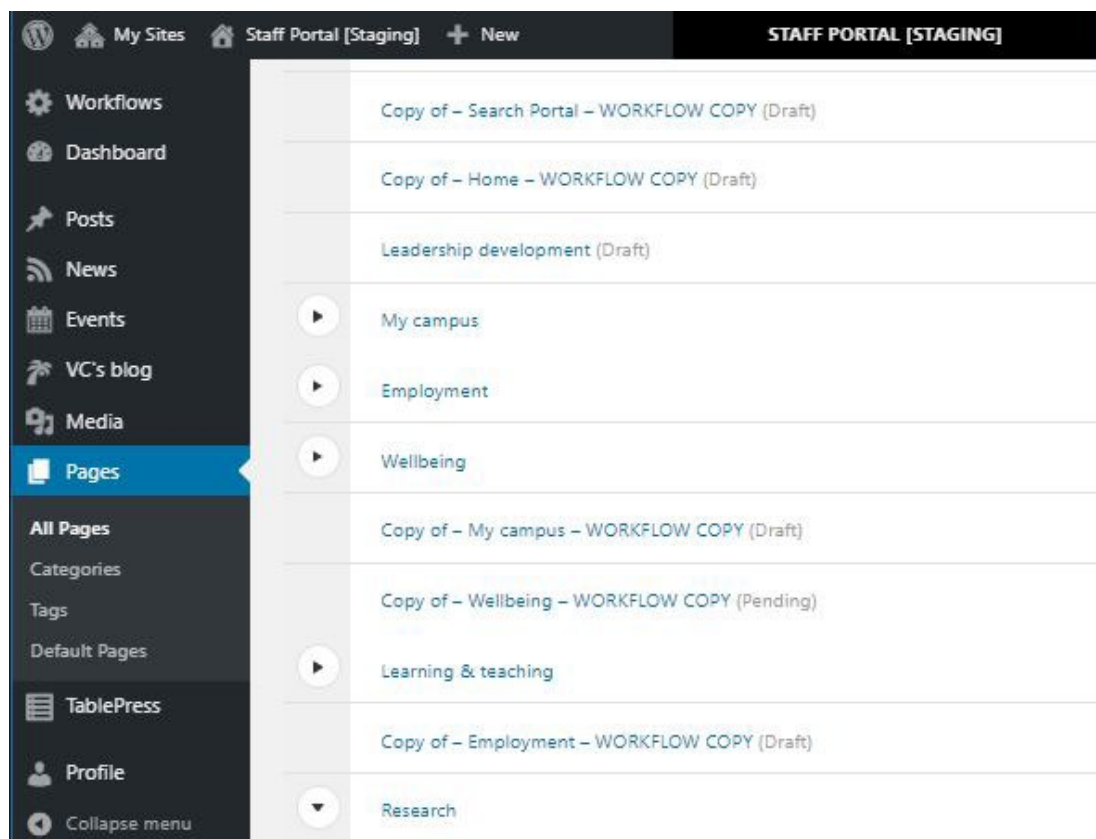 My Sites Staff Portal [Staging] New STAFF PORTAL [STAGING]
Workflows
Dashboard
Posts
News
Events
VC's blog
Media
Pages
All Pages
Categories
Tags
Default Pages
TablePress
Profile
Collapse menu
Copy of – Search Portal – WORKFLOW COPY (Draft)
Copy of – Home – WORKFLOW COPY (Draft)
Leadership development (Draft)
My campus
Employment
Wellbeing
Copy of – My campus – WORKFLOW COPY (Draft)
Copy of – Wellbeing – WORKFLOW COPY (Pending)
Learning & teaching
Copy of – Employment – WORKFLOW COPY (Draft)
Research